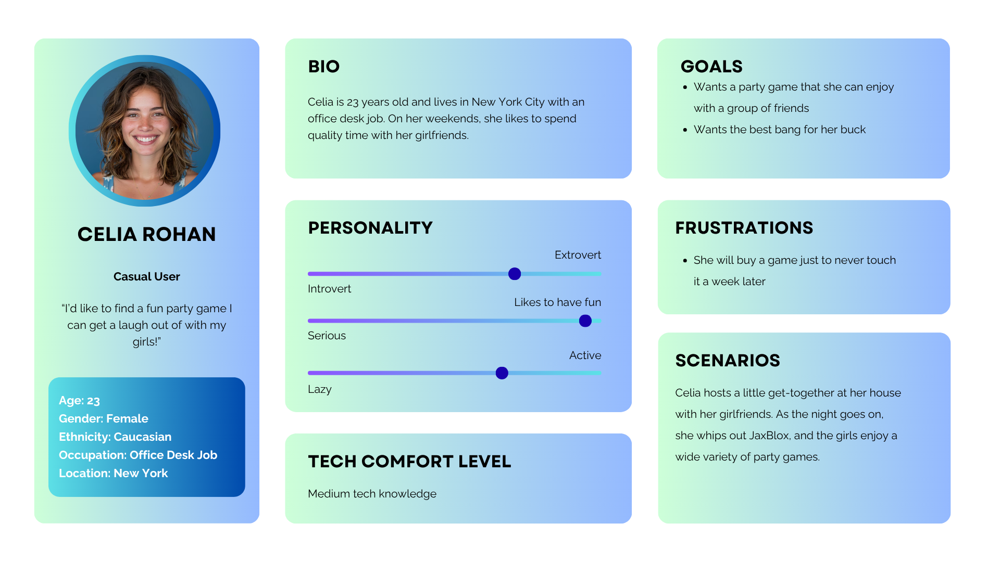 CELIA ROHAN
Casual User
“I’d like to find a fun party game I
can get a laugh out of with my
girls!”
Age: 23
Gender: Female
Ethnicity: Caucasian
Occupation: Office Desk Job
Location: New York
BIO
Celia is 23 years old and lives in New York City with an
office desk job. On her weekends, she likes to spend
quality time with her girlfriends.
PERSONALITY
Extrovert
Introvert
Likes to have fun
Serious
Active
Lazy
TECH COMFORT LEVEL
Medium tech knowledge
GOALS
• Wants a party game that she can enjoy
with a group of friends
• Wants the best bang for her buck
FRUSTRATIONS
• She will buy a game just to never touch
it a week later
SCENARIOS
Celia hosts a little get-together at her house
with her girlfriends. As the night goes on,
she whips out JaxBlox, and the girls enjoy a
wide variety of party games.